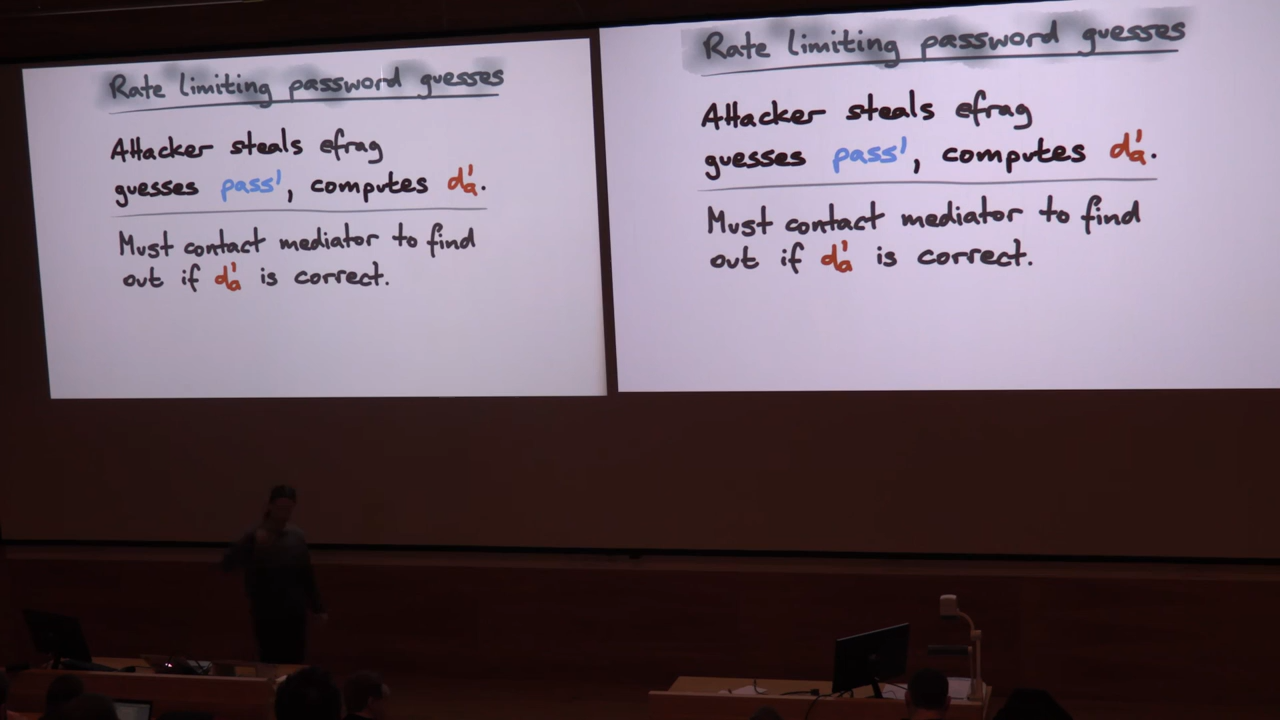 Rate limiting password guesses
Attacker steals efrag
guesses pass', computes d'a.
Must contact mediator to find
out if d'a is correct.
Rate limiting password guesses
Attacker steals efrag
guesses pass', computes d'a.
Must contact mediator to find
out if d'a is correct.